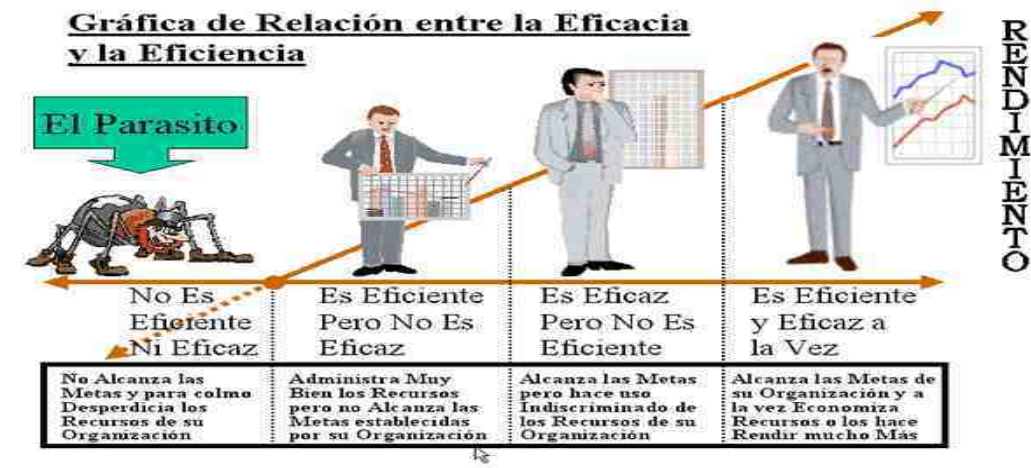 Gráfica de Relación entre la Eficacia
y la Eficiencia
El Parasito
RENDIMIENTO
No Es
Eficiente
Ni Eficaz
Es Eficiente
Pero No Es
Eficaz
Es Eficaz
Pero No Es
Eficiente
Es Eficiente
y Eficaz a
la Vez
No Alcanza las
Metas y para colmo
Desperdicia los
Recursos de su
Organización
Administra Muy
Bien los Recursos
pero no Alcanza las
Metas establecidas
por su Organización
Alcanza las Metas
pero hace uso
Indiscriminado de
los Recursos de su
Organización
Alcanza las Metas de
su Organización y a
la vez Economiza
Recursos o los hace
Rendir mucho Más